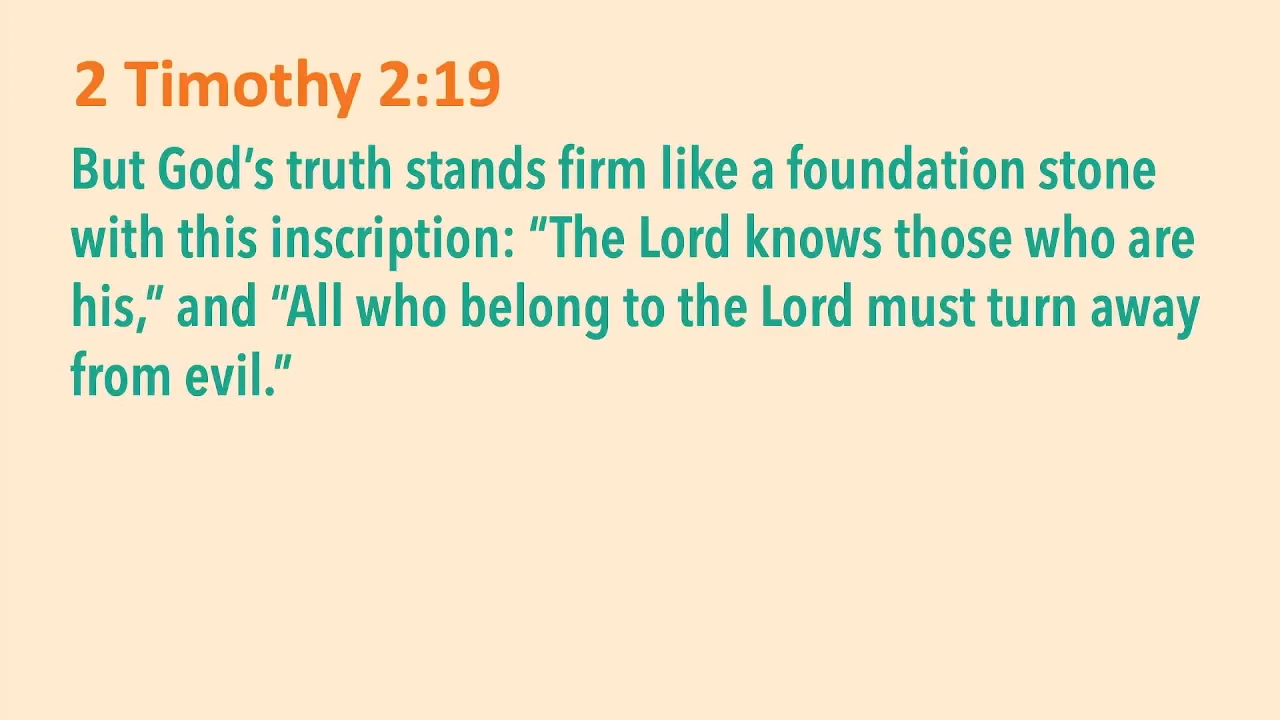 2 Timothy 2:19
But God’s truth stands firm like a foundation stone
with this inscription: “The Lord knows those who are
his,” and “All who belong to the Lord must turn away
from evil.”